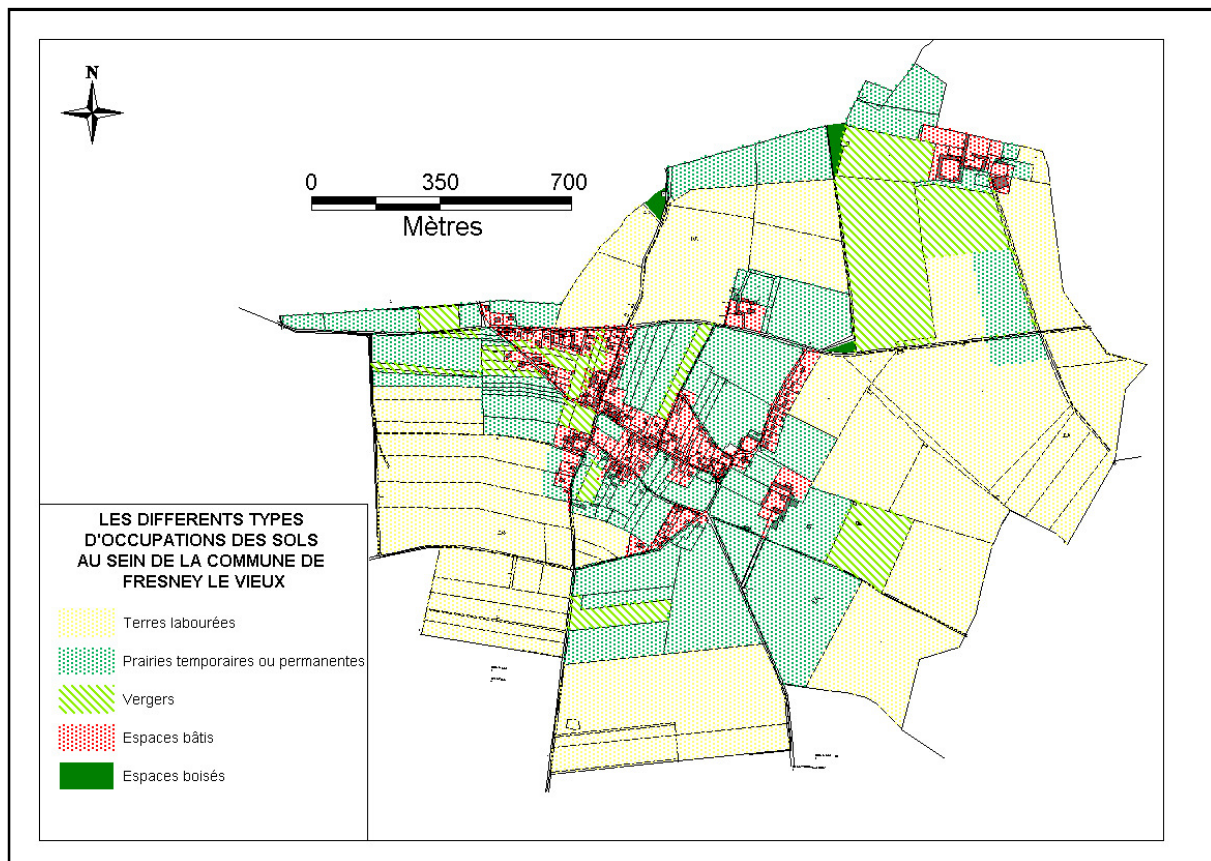 N
0 350 700
Mètres
LES DIFFERENTS TYPES
D'OCCUPATIONS DES SOLS
AU SEIN DE LA COMMUNE DE
FRESNEY LE VIEUX
Terres labourées
Prairies temporaires ou permanentes
Vergers
Espaces bâtis
Espaces boisés